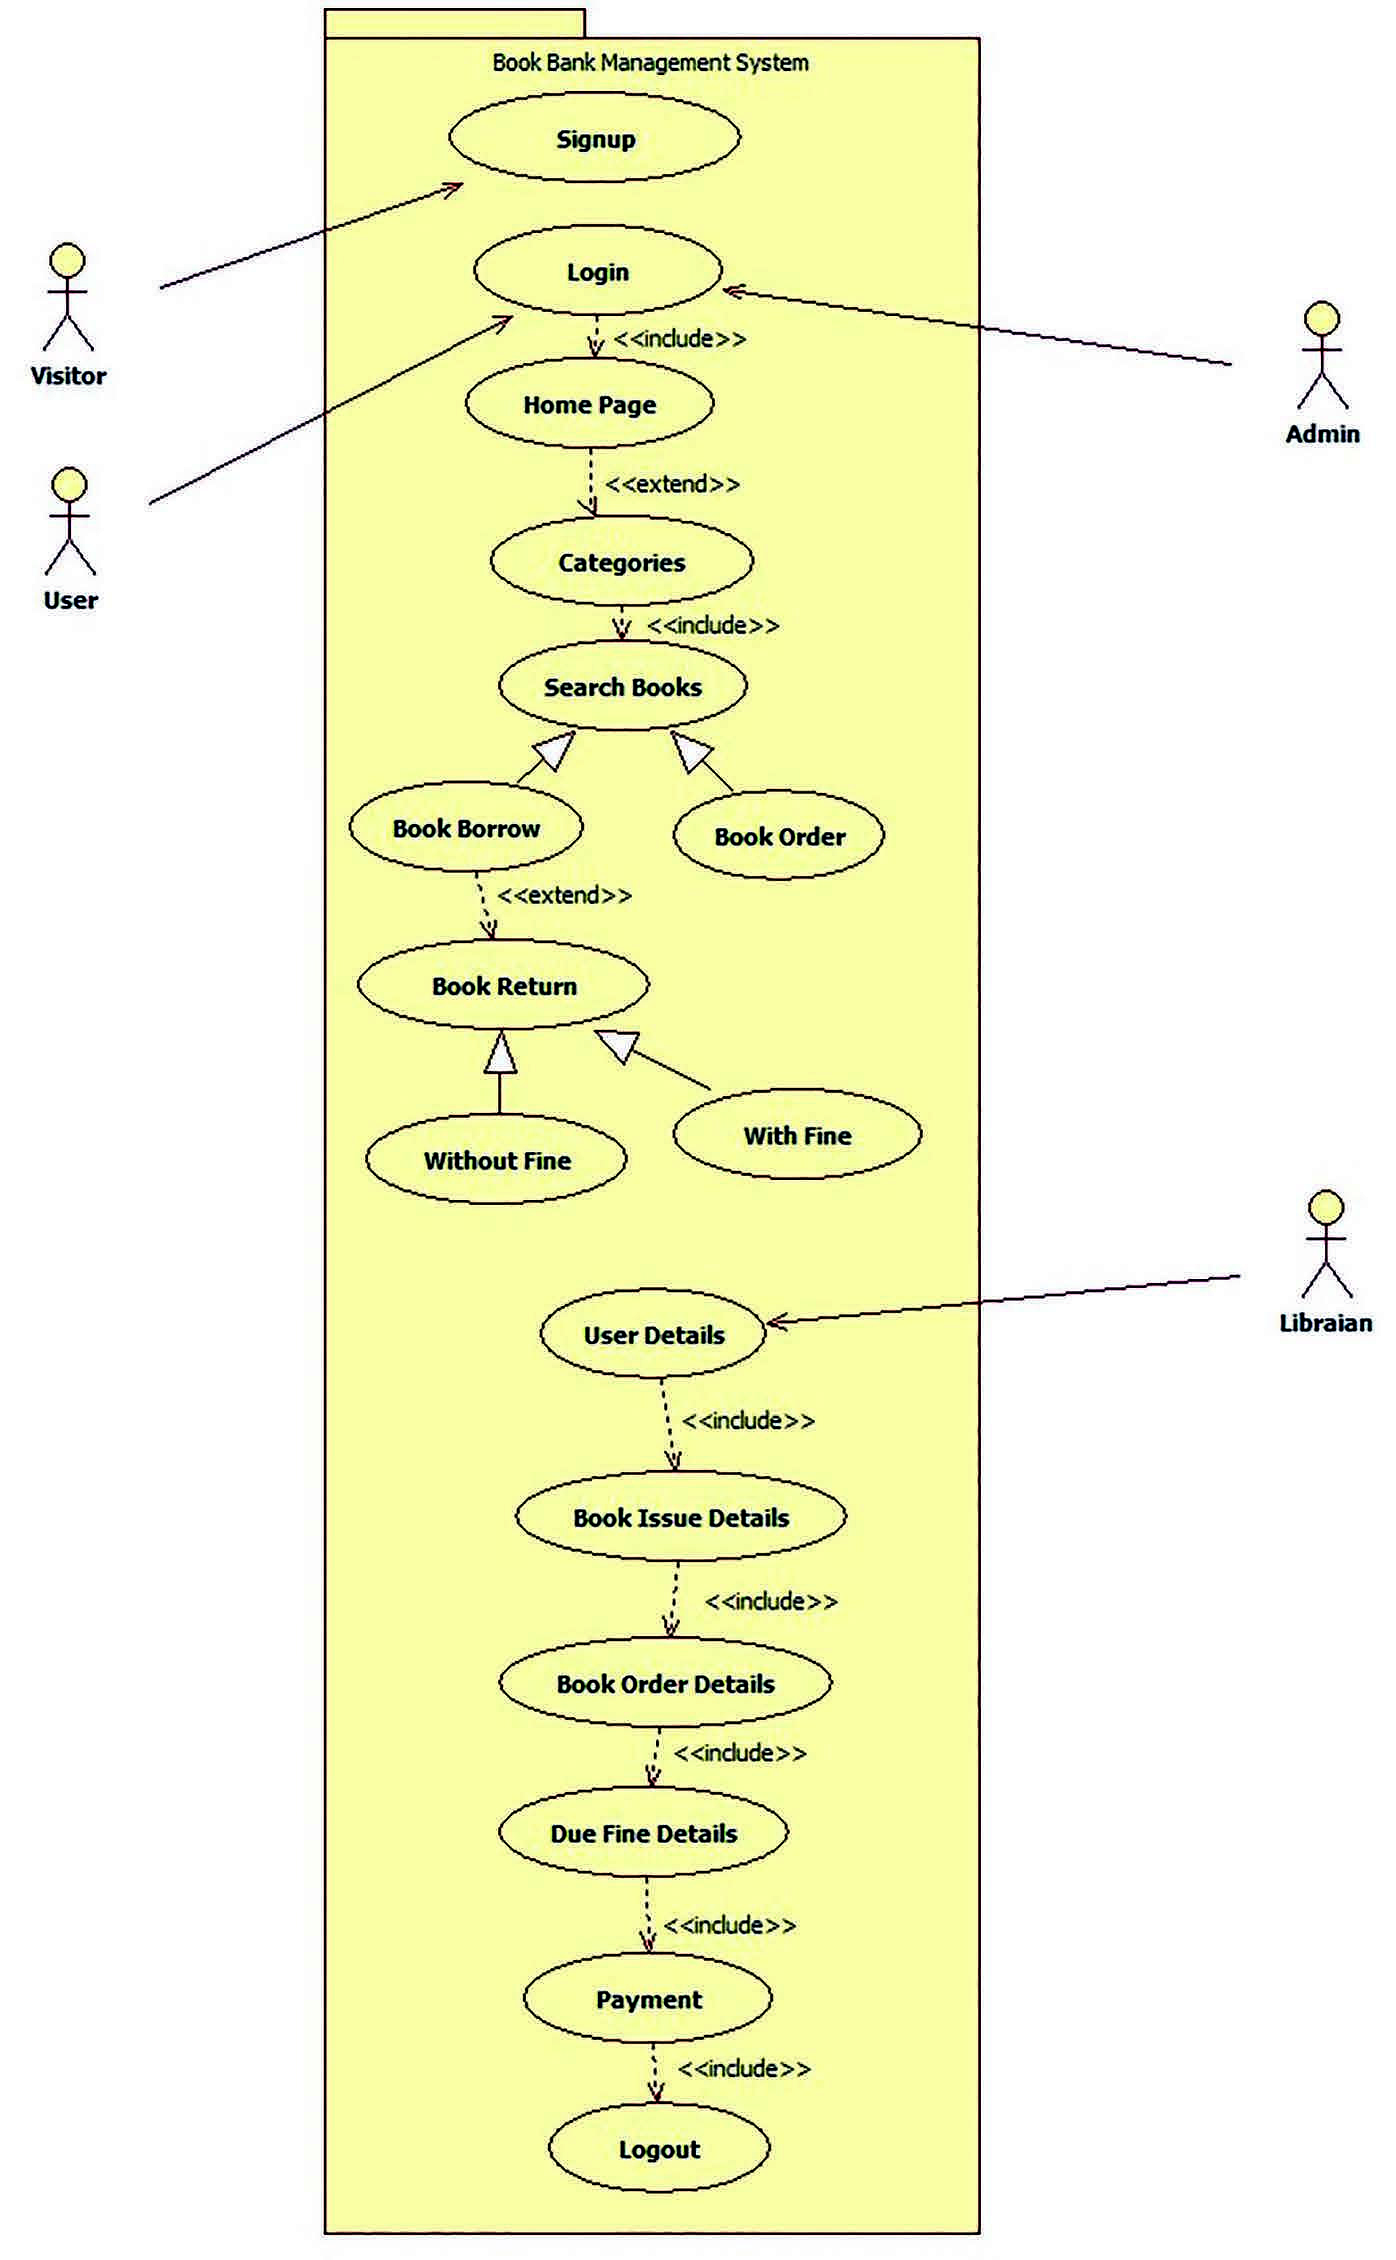 Book Bank Management System
Signup
Login
<<include>>
Visitor
Home Page
Admin
<<extend>>
User
Categories
<<include>>
Search Books
Book Borrow
Book Order
<<extend>>
Book Return
Without Fine
With Fine
User Details
Libraian
<<include>>
Book Issue Details
<<include>>
Book Order Details
<<include>>
Due Fine Details
<<include>>
Payment
<<include>>
Logout